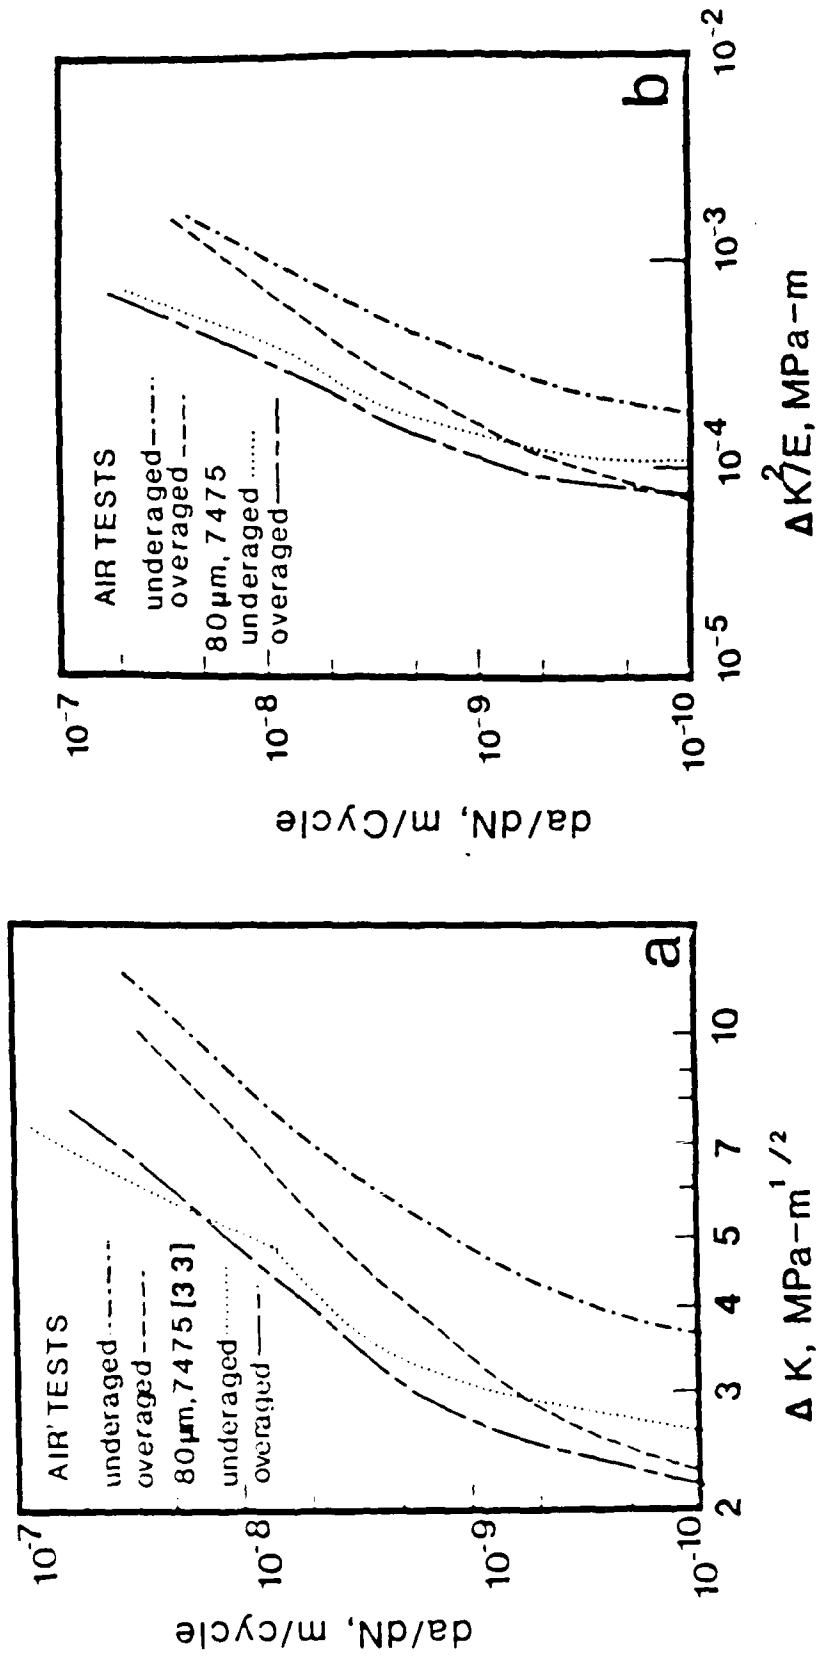 AIR' TESTS
underaged
overaged
80μm, 7475 [33]
underaged
overaged
a
10-7
10-8
10-9
10-10
da/dN, m/cycle
2
3
4
5
7
10
Δ K, MPa-m1/2
AIR TESTS
underaged
overaged
80μm, 7475
underaged
overaged
b
10-7
10-8
10-9
10-10
da/dN, m/Cycle
10-5
10-4
10-3
10-2
ΔK2/E, MPa-m